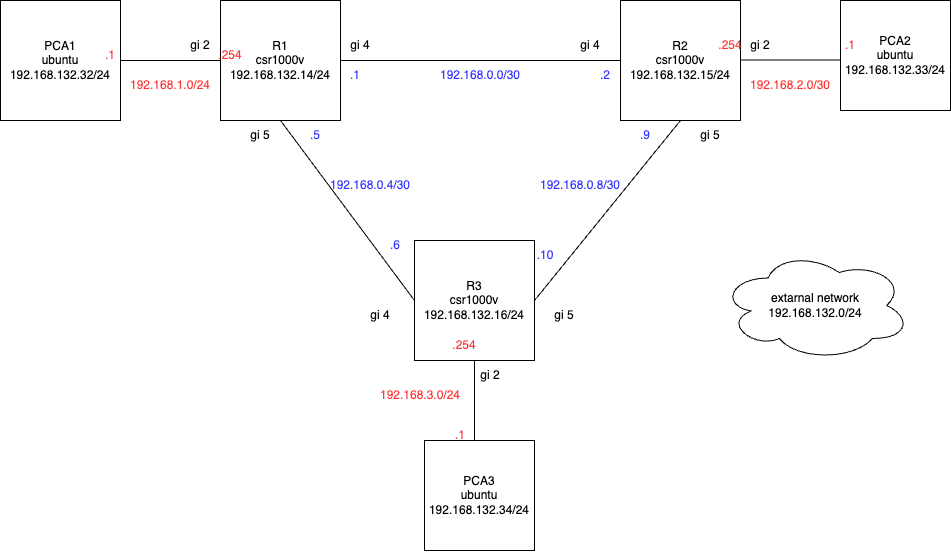 PCA1
ubuntu
192.168.132.32/24
.1
gi 2
192.168.1.0/24
.254
R1
csr1000v
192.168.132.14/24
gi 4
.1
192.168.0.0/30
gi 4
.2
R2
csr1000v
192.168.132.15/24
.254
gi 2
192.168.2.0/30
.1
PCA2
ubuntu
192.168.132.33/24
gi 5
.5
.9
gi 5
192.168.0.4/30
192.168.0.8/30
.6
.10
gi 4
R3
csr1000v
192.168.132.16/24
.254
gi 5
extarnal network
192.168.132.0/24
gi 2
192.168.3.0/24
.1
PCA3
ubuntu
192.168.132.34/24